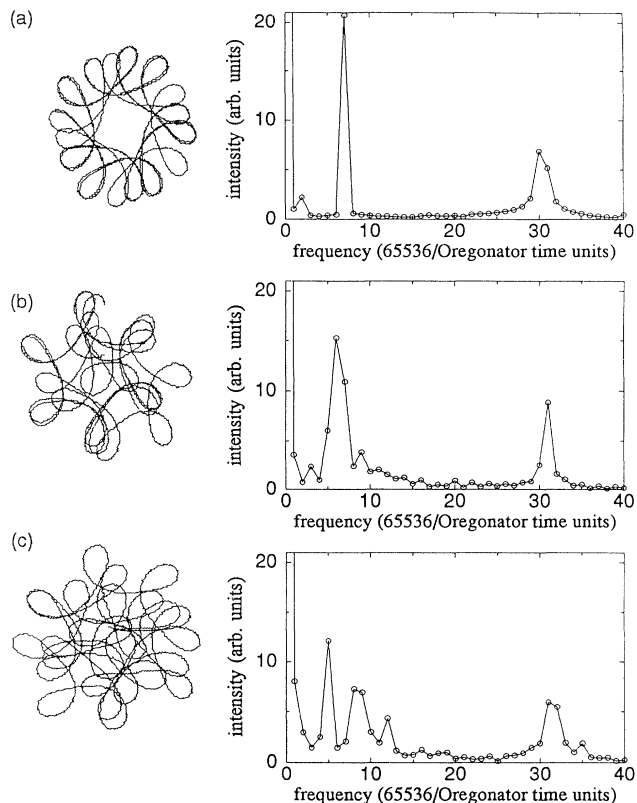 (a)
20
10
0
intensity (arb. units)
0 10 20 30 40
frequency (65536/Oregonator time units)
(b)
20
10
0
intensity (arb. units)
0 10 20 30 40
frequency (65536/Oregonator time units)
(c)
20
10
0
intensity (arb. units)
0 10 20 30 40
frequency (65536/Oregonator time units)